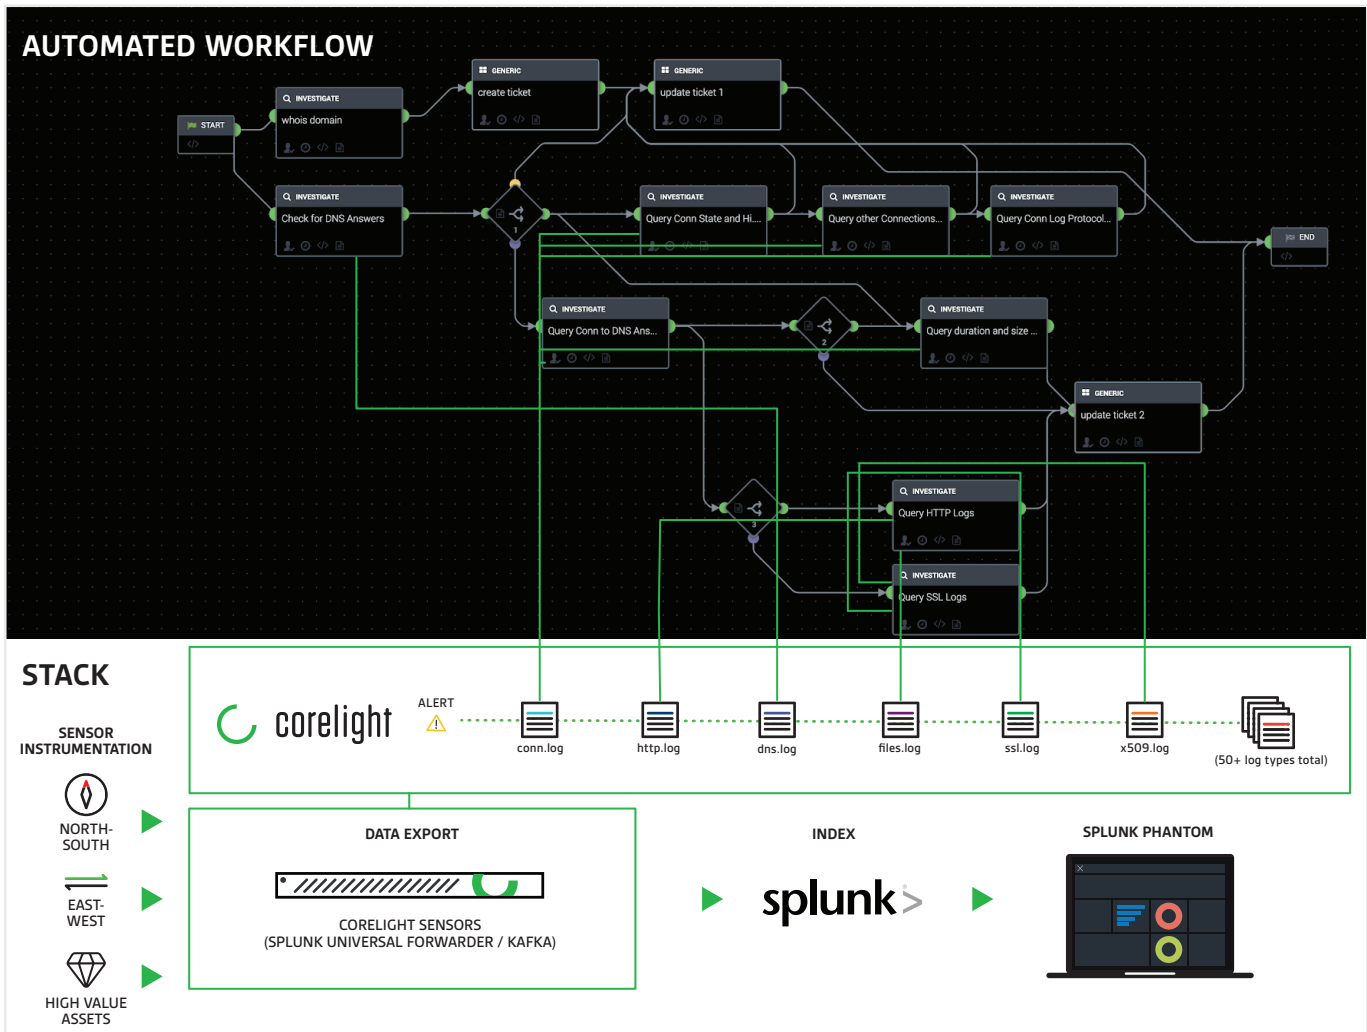 AUTOMATED WORKFLOW
GENERIC
create ticket
GENERIC
update ticket 1
INVESTIGATE
whois domain
START
INVESTIGATE
Check for DNS Answers
1
INVESTIGATE
Query Conn State and Hi....
INVESTIGATE
Query other Connections...
INVESTIGATE
Query Conn Log Protocol...
END
INVESTIGATE
Query Conn to DNS Ans...
2
INVESTIGATE
Query duration and size ...
GENERIC
update ticket 2
3
INVESTIGATE
Query HTTP Logs
INVESTIGATE
Query SSL Logs
STACK
corelight
ALERT
conn.log
http.log
dns.log
files.log
ssl.log
x509.log
(50+ log types total)
SENSOR
INSTRUMENTATION
NORTH-
SOUTH
EAST-
WEST
HIGH VALUE
ASSETS
DATA EXPORT
CORELIGHT SENSORS
(SPLUNK UNIVERSAL FORWARDER / KAFKA)
INDEX
splunk>
SPLUNK PHANTOM